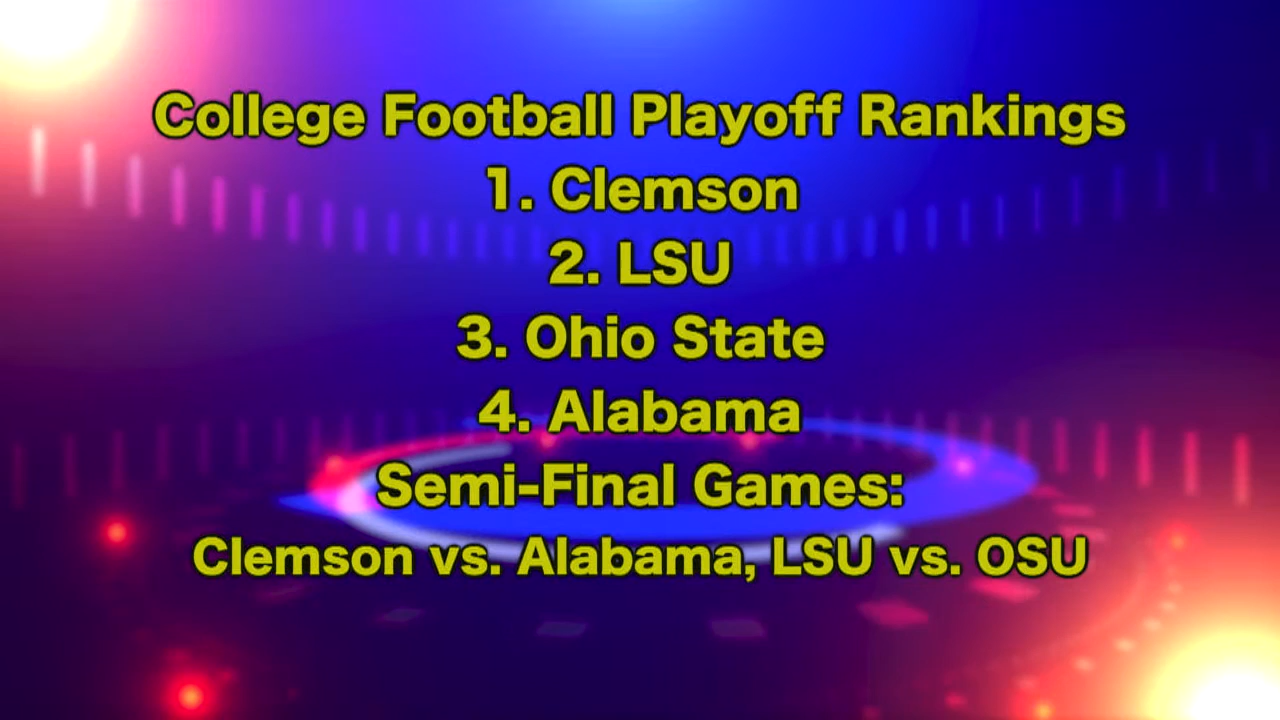 College Football Playoff Rankings
1. Clemson
2. LSU
3. Ohio State
4. Alabama
Semi-Final Games:
Clemson vs. Alabama, LSU vs. OSU